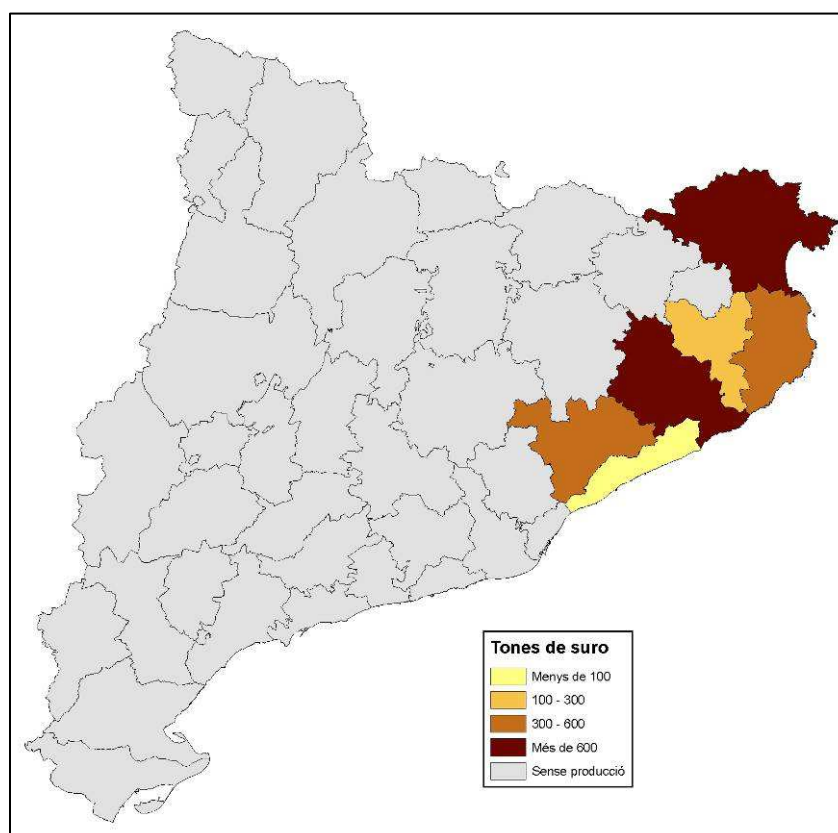 Tones de suro
Menys de 100
100 - 300
300 - 600
Més de 600
Sense producció